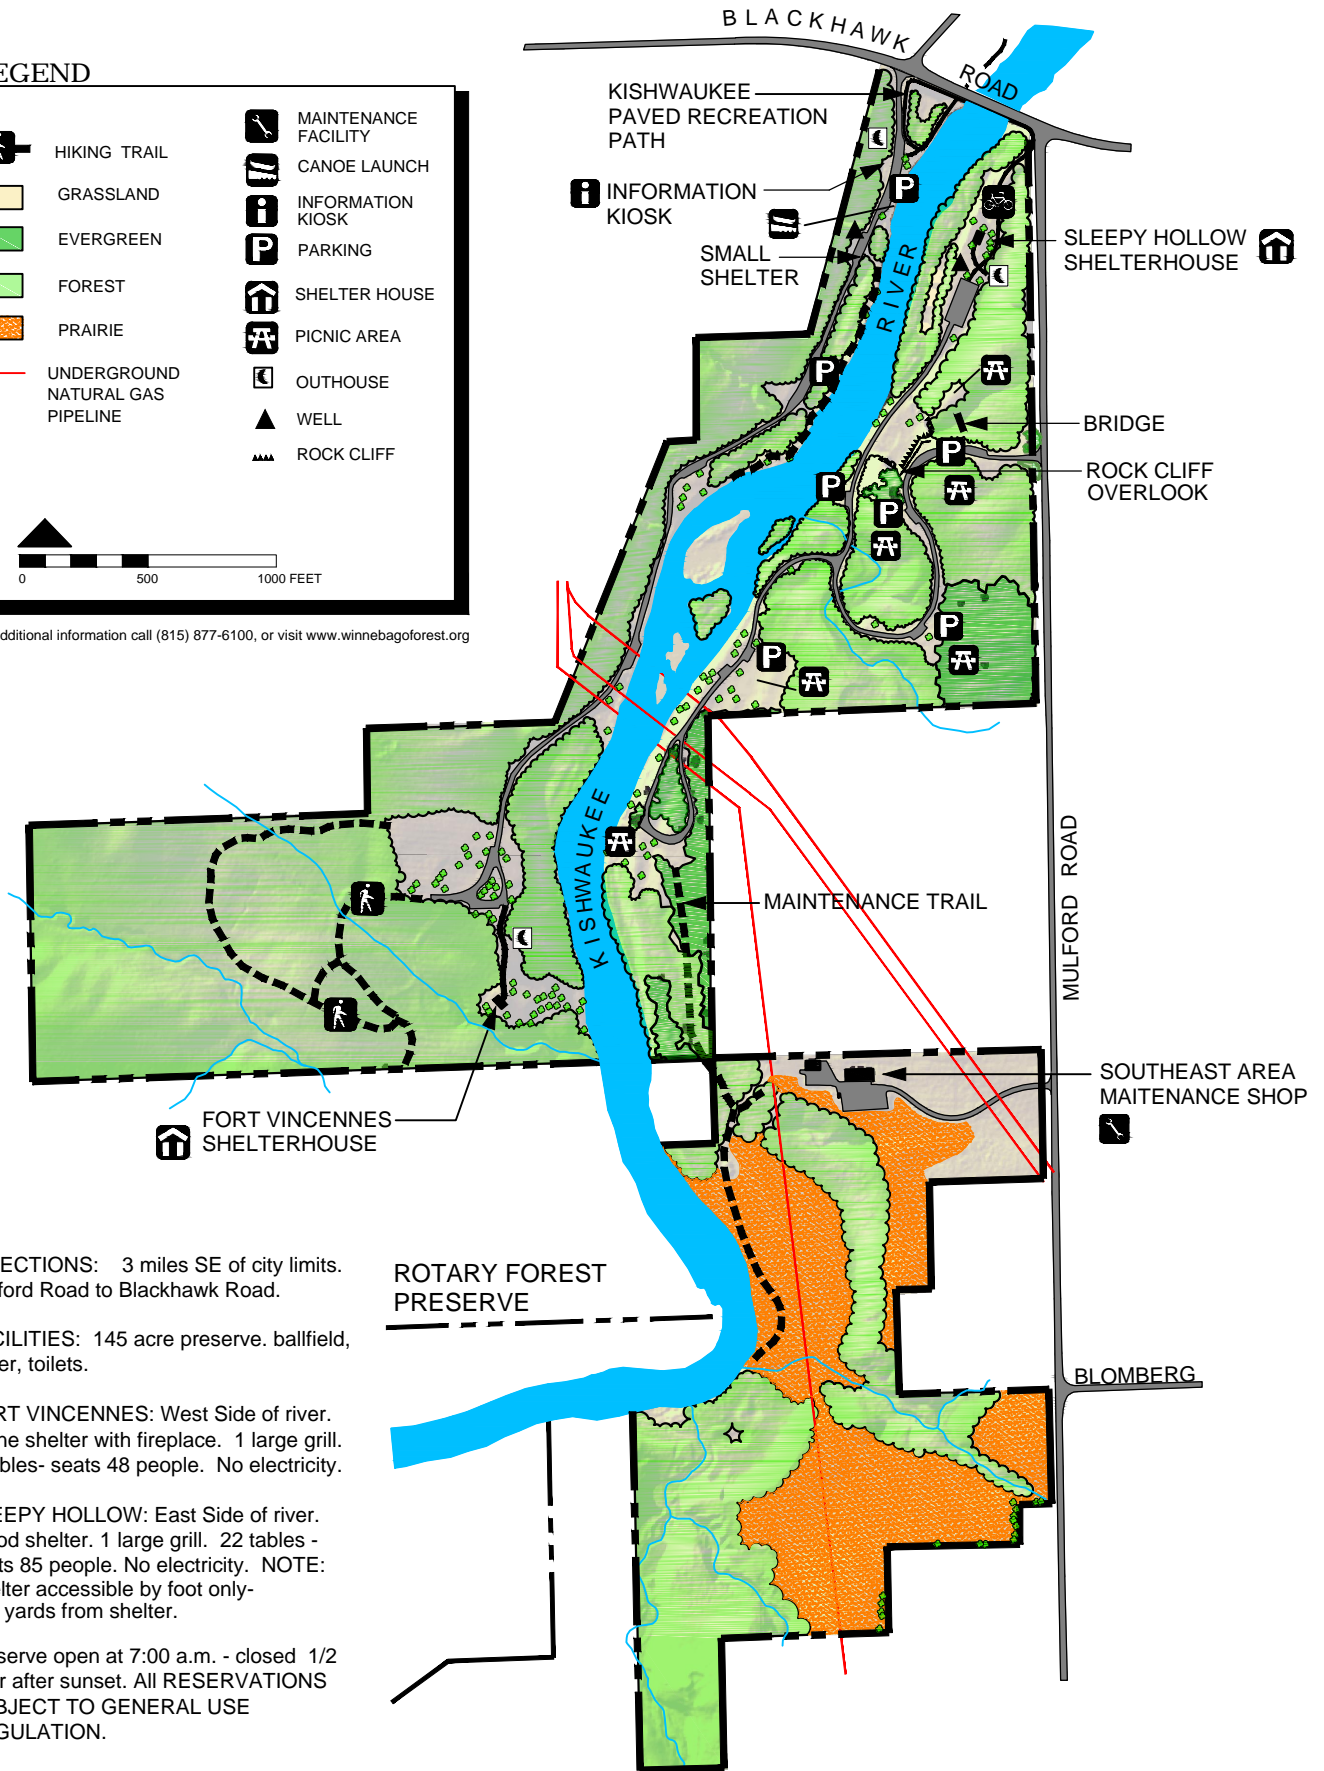 BLACKHAWK ROAD
EGEND
HIKING TRAIL
GRASSLAND
EVERGREEN
FOREST
PRAIRIE
UNDERGROUND
NATURAL GAS
PIPELINE
MAINTENANCE
FACILITY
CANOE LAUNCH
INFORMATION
KIOSK
P PARKING
SHELTER HOUSE
PICNIC AREA
OUTHOUSE
WELL
ROCK CLIFF
0 500 1000 FEET
dditional information call (815) 877-6100, or visit www.winnebagoforest.org
KISHWAUKEE
PAVED RECREATION
PATH
INFORMATION
KIOSK
SMALL
SHELTER
P
RIVER
SLEEPY HOLLOW
SHELTERHOUSE
P
BRIDGE
P
ROCK CLIFF
OVERLOOK
P
P
P
P
KISHWAUKEE
MAINTENANCE TRAIL
MULFORD ROAD
FORT VINCENNES
SHELTERHOUSE
SOUTHEAST AREA
MAITENANCE SHOP
ROTARY FOREST
PRESERVE
BLOMBERG
ECTIONS: 3 miles SE of city limits.
ford Road to Blackhawk Road.
CILITIES: 145 acre preserve. ballfield,
er, toilets.
RT VINCENNES: West Side of river.
ne shelter with fireplace. 1 large grill.
bles- seats 48 people. No electricity.
EEPY HOLLOW: East Side of river.
od shelter. 1 large grill. 22 tables -
ts 85 people. No electricity. NOTE:
elter accessible by foot only-
yards from shelter.
serve open at 7:00 a.m. - closed 1/2
r after sunset. All RESERVATIONS
BJECT TO GENERAL USE
GULATION.